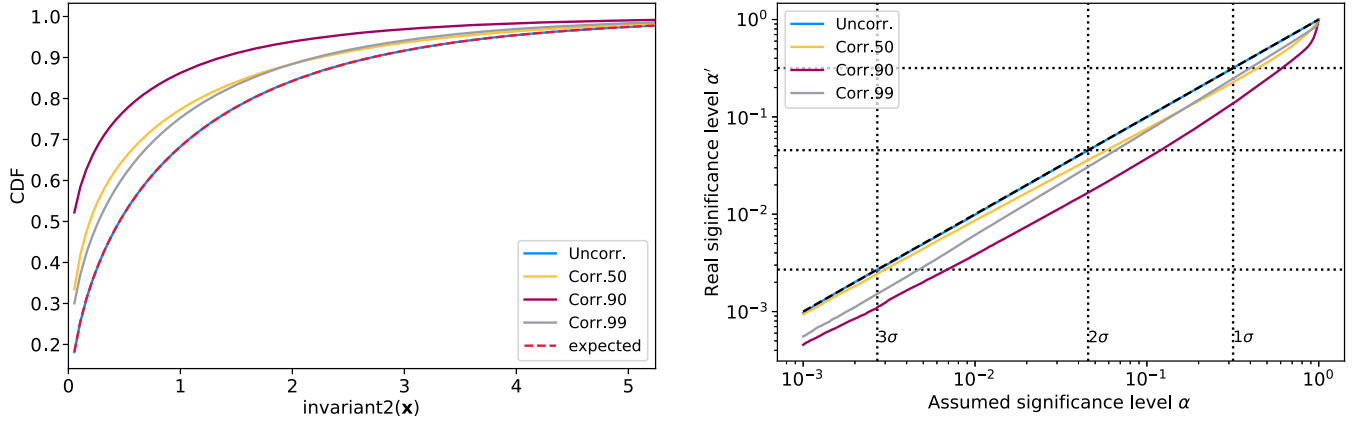 1.0
0.9
0.8
0.7
0.6
0.5
0.4
0.3
0.2
CDF
0
1
2
3
4
5
invariant2(x)
Uncorr.
Corr.50
Corr.90
Corr.99
expected
10⁰
10⁻¹
10⁻²
10⁻³
Real siginificance level α′
Uncorr.
Corr.50
Corr.90
Corr.99
3σ
2σ
1σ
10⁻³
10⁻²
10⁻¹
10⁰
Assumed significance level α